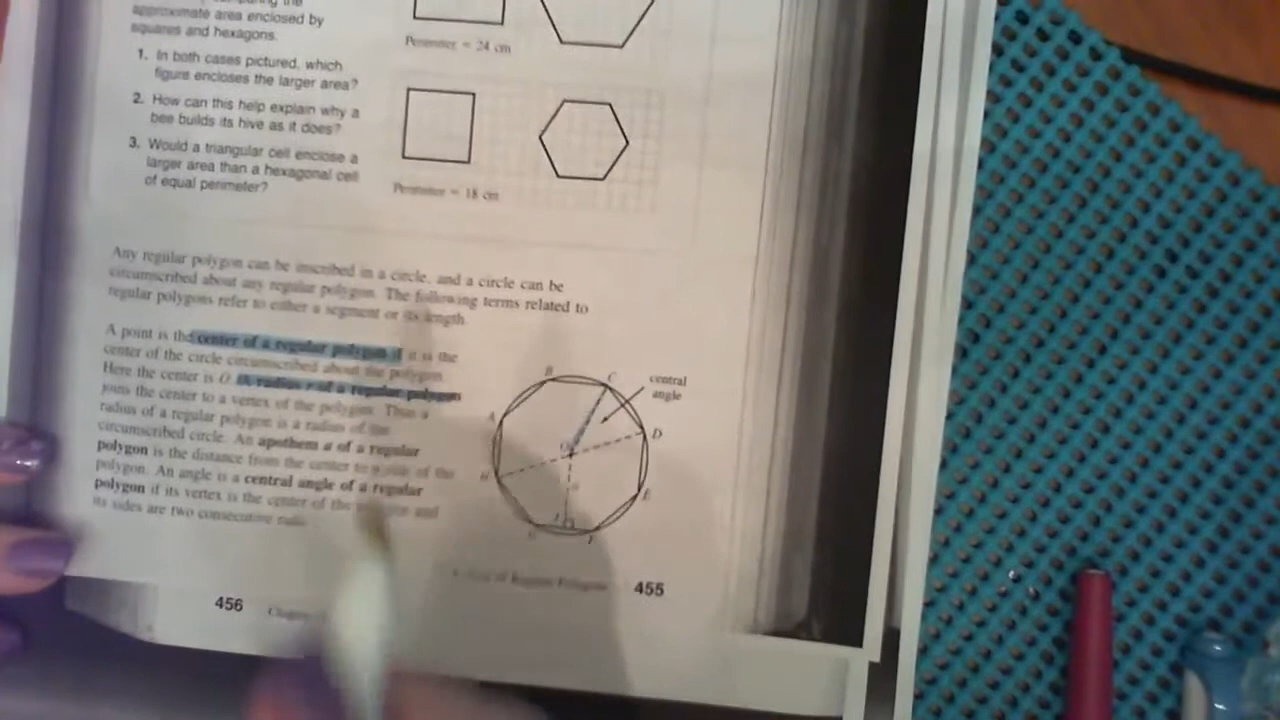 approximate area enclosed by
squares and hexagons.
1. In both cases pictured, which
figure encloses the larger area?
2. How can this help explain why a
bee builds its hive as it does?
3. Would a triangular cell enclose a
larger area than a hexagonal cell
of equal perimeter?
Perimeter = 24 cm
Perimeter = 18 cm
Any regular polygon can be inscribed in a circle, and a circle can be
circumscribed about any regular polygon. The following terms related to
regular polygons refer to either a segment or its length.
A point is the center of a regular polygon if it is the
center of the circle circumscribed about the polygon.
Here the center is O. A radius r of a regular polygon
joins the center to a vertex of the polygon. Thus a
radius of a regular polygon is a radius of the
circumscribed circle. An apothem a of a regular
polygon is the distance from the center to a side of the
polygon. An angle is a central angle of a regular
polygon if its vertex is the center of the and
its sides are two consecutive radii.
B
C
central
angle
A
D
E
F
of Regular Polygons 455
456